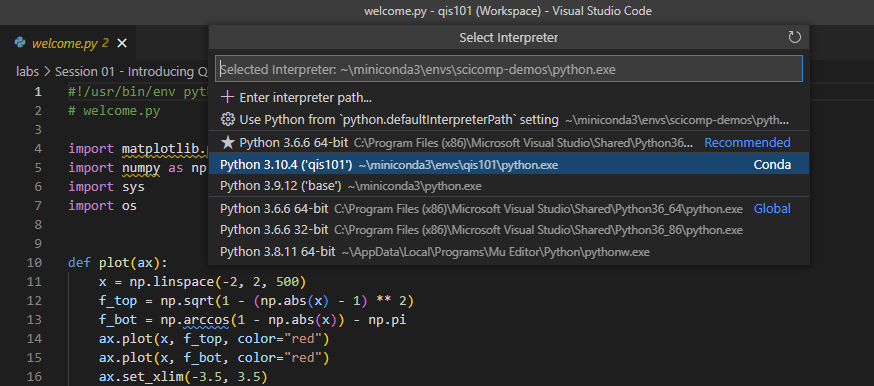 welcome.py - qis101 (Workspace) - Visual Studio Code
welcome.py 2
Select Interpreter
labs > Session 01 - Introducing Q
Selected Interpreter: ~\miniconda3\envs\scicomp-demos\python.exe
+ Enter interpreter path...
Use Python from `python.defaultInterpreterPath` setting ~\miniconda3\envs\scicomp-demos\pyth...
Python 3.6.6 64-bit C:\Program Files (x86)\Microsoft Visual Studio\Shared\Python36... Recommended
Python 3.10.4 ('qis101') ~\miniconda3\envs\qis101\python.exe Conda
Python 3.9.12 ('base') ~\miniconda3\python.exe
Python 3.6.6 64-bit C:\Program Files (x86)\Microsoft Visual Studio\Shared\Python36_64\python.exe Global
Python 3.6.6 32-bit C:\Program Files (x86)\Microsoft Visual Studio\Shared\Python36_86\python.exe
Python 3.8.11 64-bit ~\AppData\Local\Programs\Mu Editor\Python\pythonw.exe
1 #!/usr/bin/env pyth
2 # welcome.py
3
4 import matplotlib.p
5 import numpy as np
6 import sys
7 import os
8
9
10 def plot(ax):
11 x = np.linspace(-2, 2, 500)
12 f_top = np.sqrt(1 - (np.abs(x) - 1) ** 2)
13 f_bot = np.arccos(1 - np.abs(x)) - np.pi
14 ax.plot(x, f_top, color="red")
15 ax.plot(x, f_bot, color="red")
16 ax.set_xlim(-3.5, 3.5)